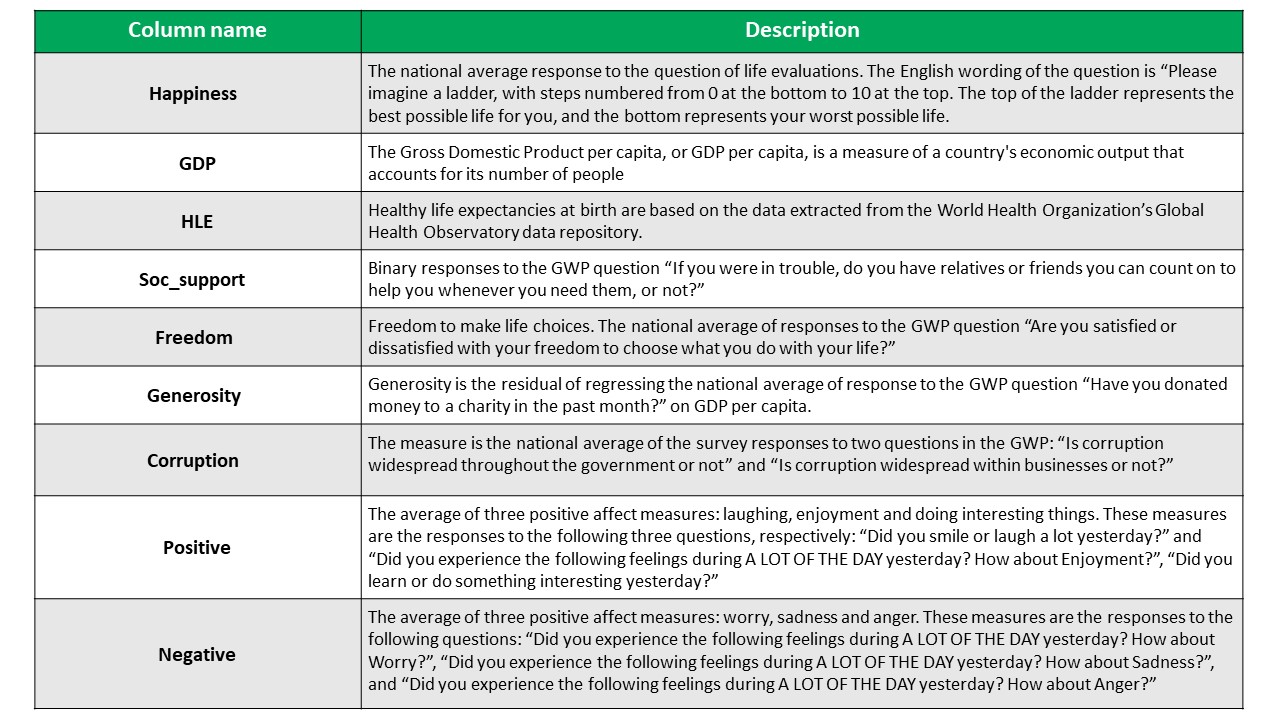 Column name
Description
Happiness
The national average response to the question of life evaluations. The English wording of the question is “Please
imagine a ladder, with steps numbered from 0 at the bottom to 10 at the top. The top of the ladder represents the
best possible life for you, and the bottom represents your worst possible life.
GDP
The Gross Domestic Product per capita, or GDP per capita, is a measure of a country's economic output that
accounts for its number of people
HLE
Healthy life expectancies at birth are based on the data extracted from the World Health Organization’s Global
Health Observatory data repository.
Soc_support
Binary responses to the GWP question “If you were in trouble, do you have relatives or friends you can count on to
help you whenever you need them, or not?”
Freedom
Freedom to make life choices. The national average of responses to the GWP question “Are you satisfied or
dissatisfied with your freedom to choose what you do with your life?”
Generosity
Generosity is the residual of regressing the national average of response to the GWP question “Have you donated
money to a charity in the past month?” on GDP per capita.
Corruption
The measure is the national average of the survey responses to two questions in the GWP: “Is corruption
widespread throughout the government or not” and “Is corruption widespread within businesses or not?”
Positive
The average of three positive affect measures: laughing, enjoyment and doing interesting things. These measures
are the responses to the following three questions, respectively: “Did you smile or laugh a lot yesterday?” and
“Did you experience the following feelings during A LOT OF THE DAY yesterday? How about Enjoyment?”, “Did you
learn or do something interesting yesterday?”
Negative
The average of three positive affect measures: worry, sadness and anger. These measures are the responses to the
following questions: “Did you experience the following feelings during A LOT OF THE DAY yesterday? How about
Worry?”, “Did you experience the following feelings during A LOT OF THE DAY yesterday? How about Sadness?”,
and “Did you experience the following feelings during A LOT OF THE DAY yesterday? How about Anger?”